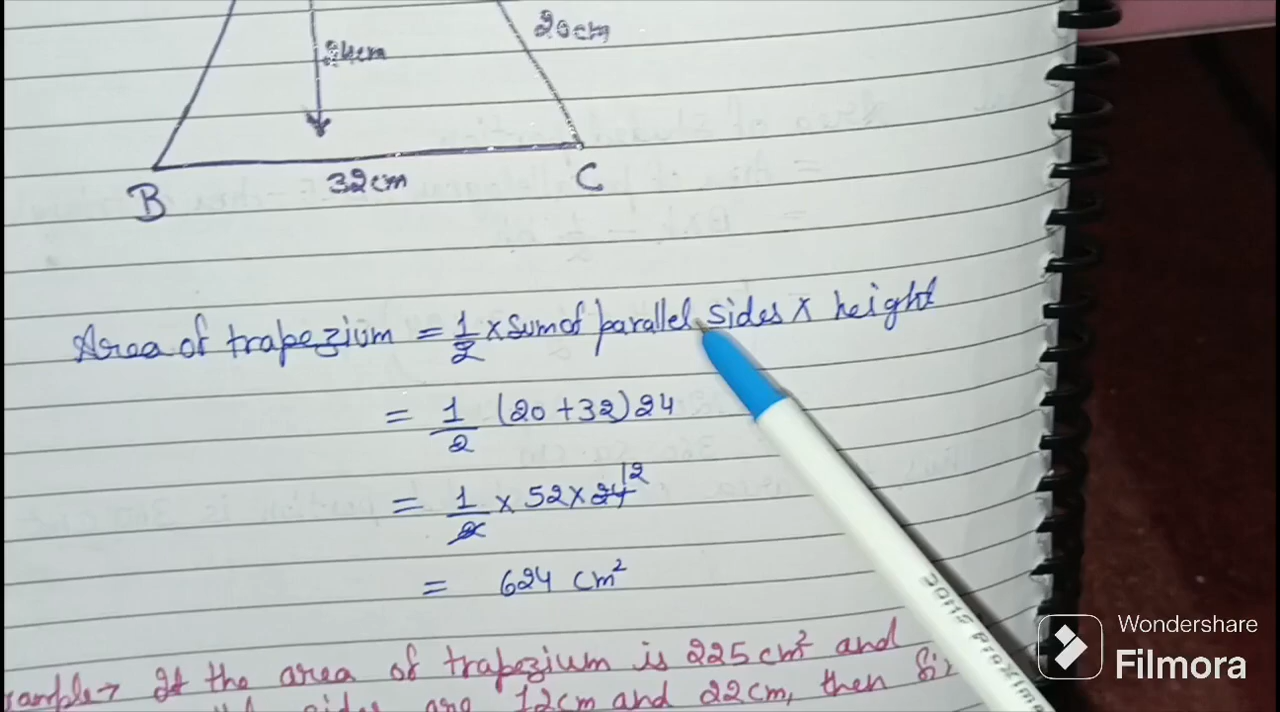 24cm
20cm
B
32cm
C
Area of trapezium = 1/2 × Sum of parallel sides × height
= 1/2 (20+32)24
= 1/2 × 52 × 24 12
= 624 cm²
ample→ If the area of trapezium is 225 cm² and
sides are 12cm and 22cm, then
Wondershare
Filmora